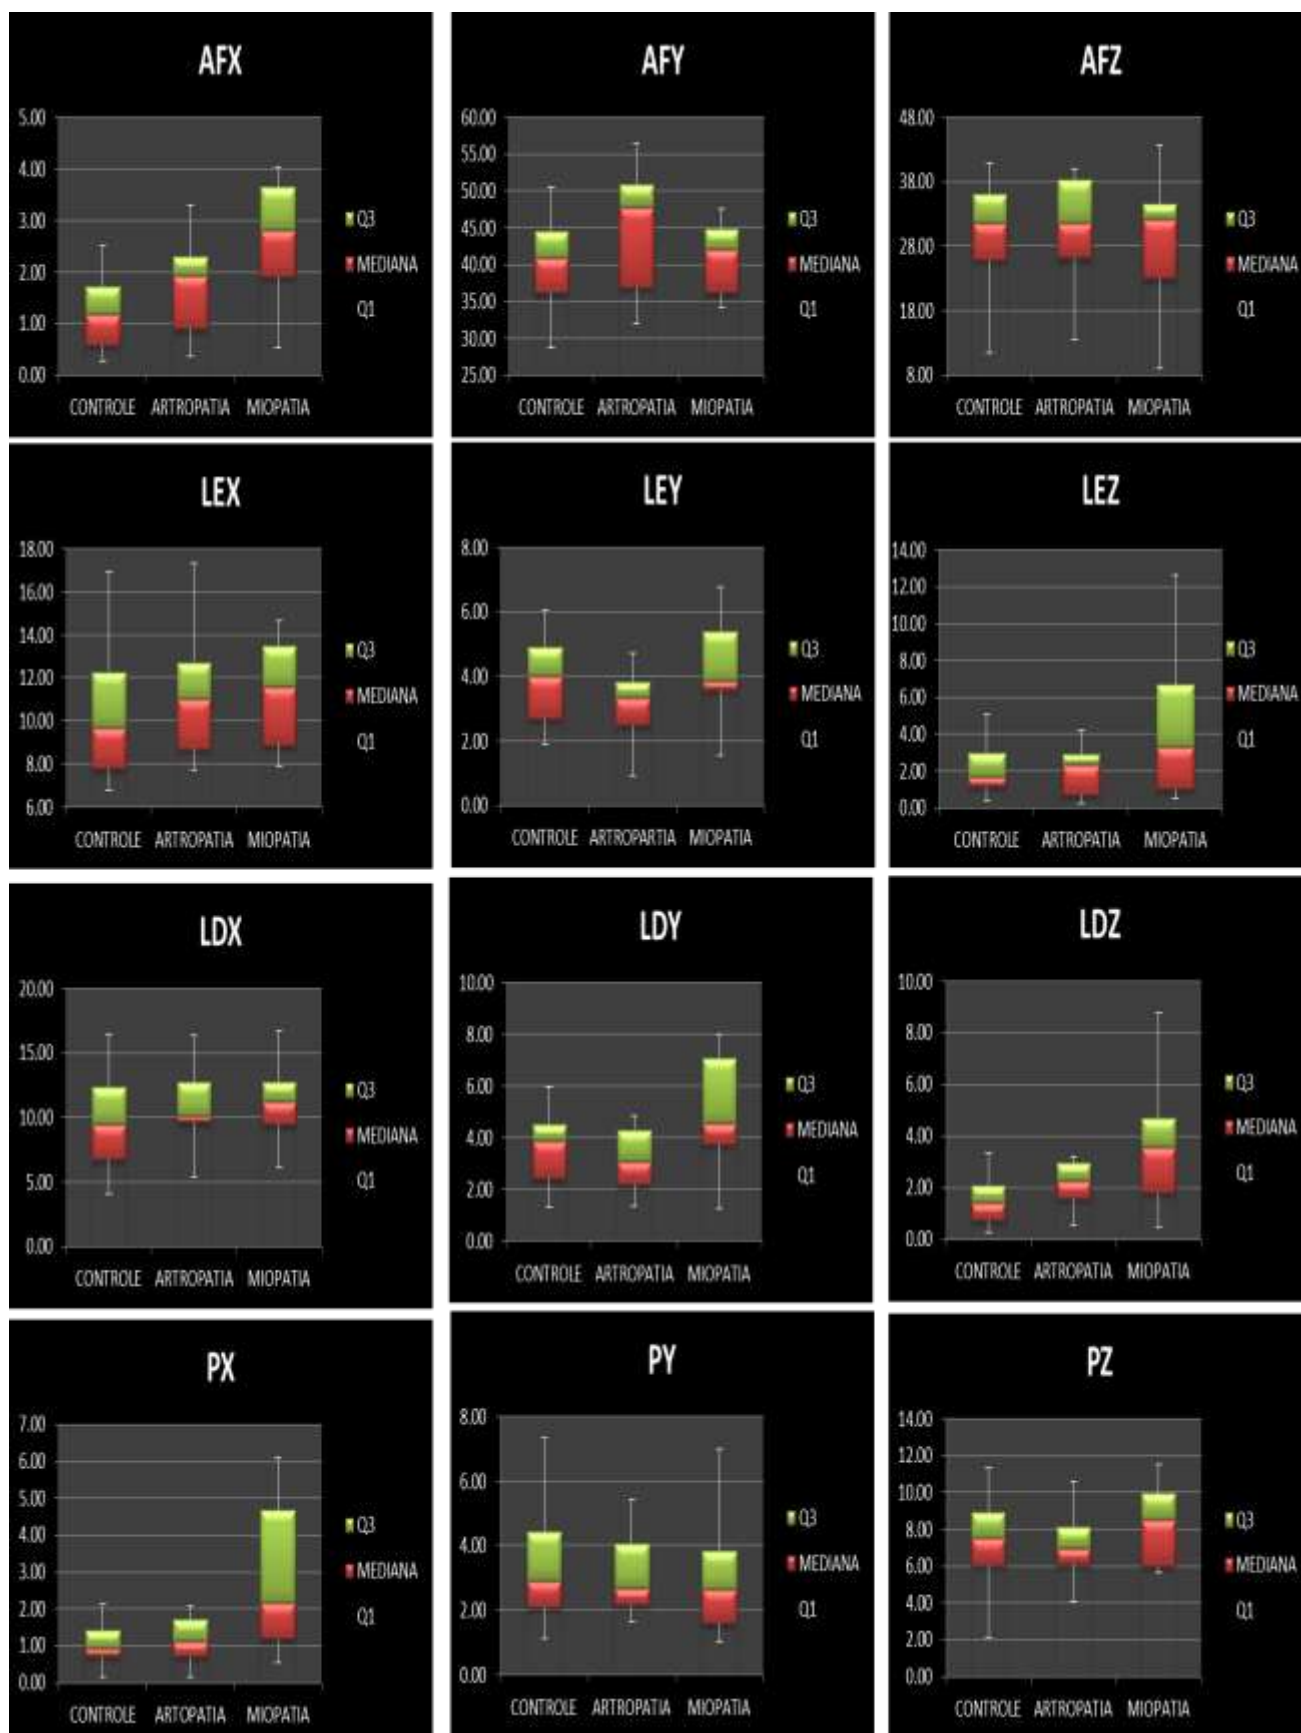 AFX
5.00
4.00
3.00
2.00
1.00
0.00
Q3
MEDIANA
Q1
CONTROLE ARTROPATIA MIOPATIA
AFY
60.00
55.00
50.00
45.00
40.00
35.00
30.00
25.00
Q3
MEDIANA
Q1
CONTROLE ARTROPATIA MIOPATIA
AFZ
48.00
38.00
28.00
18.00
8.00
Q3
MEDIANA
Q1
CONTROLE ARTROPATIA MIOPATIA
LEX
18.00
16.00
14.00
12.00
10.00
8.00
6.00
Q3
MEDIANA
Q1
CONTROLE ARTROPATIA MIOPATIA
LEY
8.00
6.00
4.00
2.00
0.00
Q3
MEDIANA
Q1
CONTROLE ARTROPARTIA MIOPATIA
LEZ
14.00
12.00
10.00
8.00
6.00
4.00
2.00
0.00
Q3
MEDIANA
Q1
CONTROLE ARTROPATIA MIOPATIA
LDX
20.00
15.00
10.00
5.00
0.00
Q3
MEDIANA
Q1
CONTROLE ARTROPATIA MIOPATIA
LDY
10.00
8.00
6.00
4.00
2.00
0.00
Q3
MEDIANA
Q1
CONTROLE ARTROPATIA MIOPATIA
LDZ
10.00
8.00
6.00
4.00
2.00
0.00
Q3
MEDIANA
Q1
CONTROLE ARTROPATIA MIOPATIA
PX
7.00
6.00
5.00
4.00
3.00
2.00
1.00
0.00
Q3
MEDIANA
Q1
CONTROLE ARTOPATIA MIOPATIA
PY
8.00
6.00
4.00
2.00
0.00
Q3
MEDIANA
Q1
CONTROLE ARTROPATIA MIOPATIA
PZ
14.00
12.00
10.00
8.00
6.00
4.00
2.00
0.00
Q3
MEDIANA
Q1
CONTROLE ARTROPATIA MIOPATIA